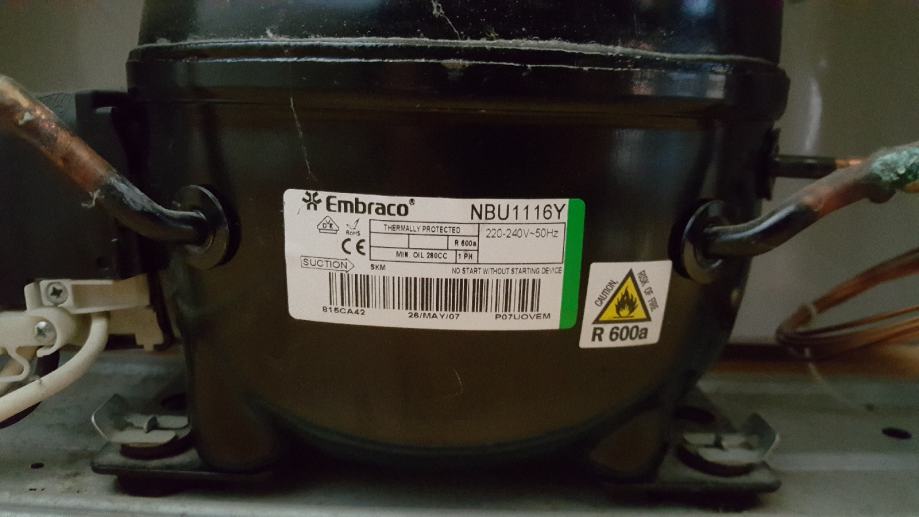 Embraco® NBU1116Y
THERMALLY PROTECTED 220-240V~50Hz
RoHS
CE R 600a
MIN. OIL 280CC 1 PH
SUCTION SKM NO START WITHOUT STARTING DEVICE
815CA42 26/MAY/07 P07UOVEM
CAUTION, RISK OF FIRE
R 600a